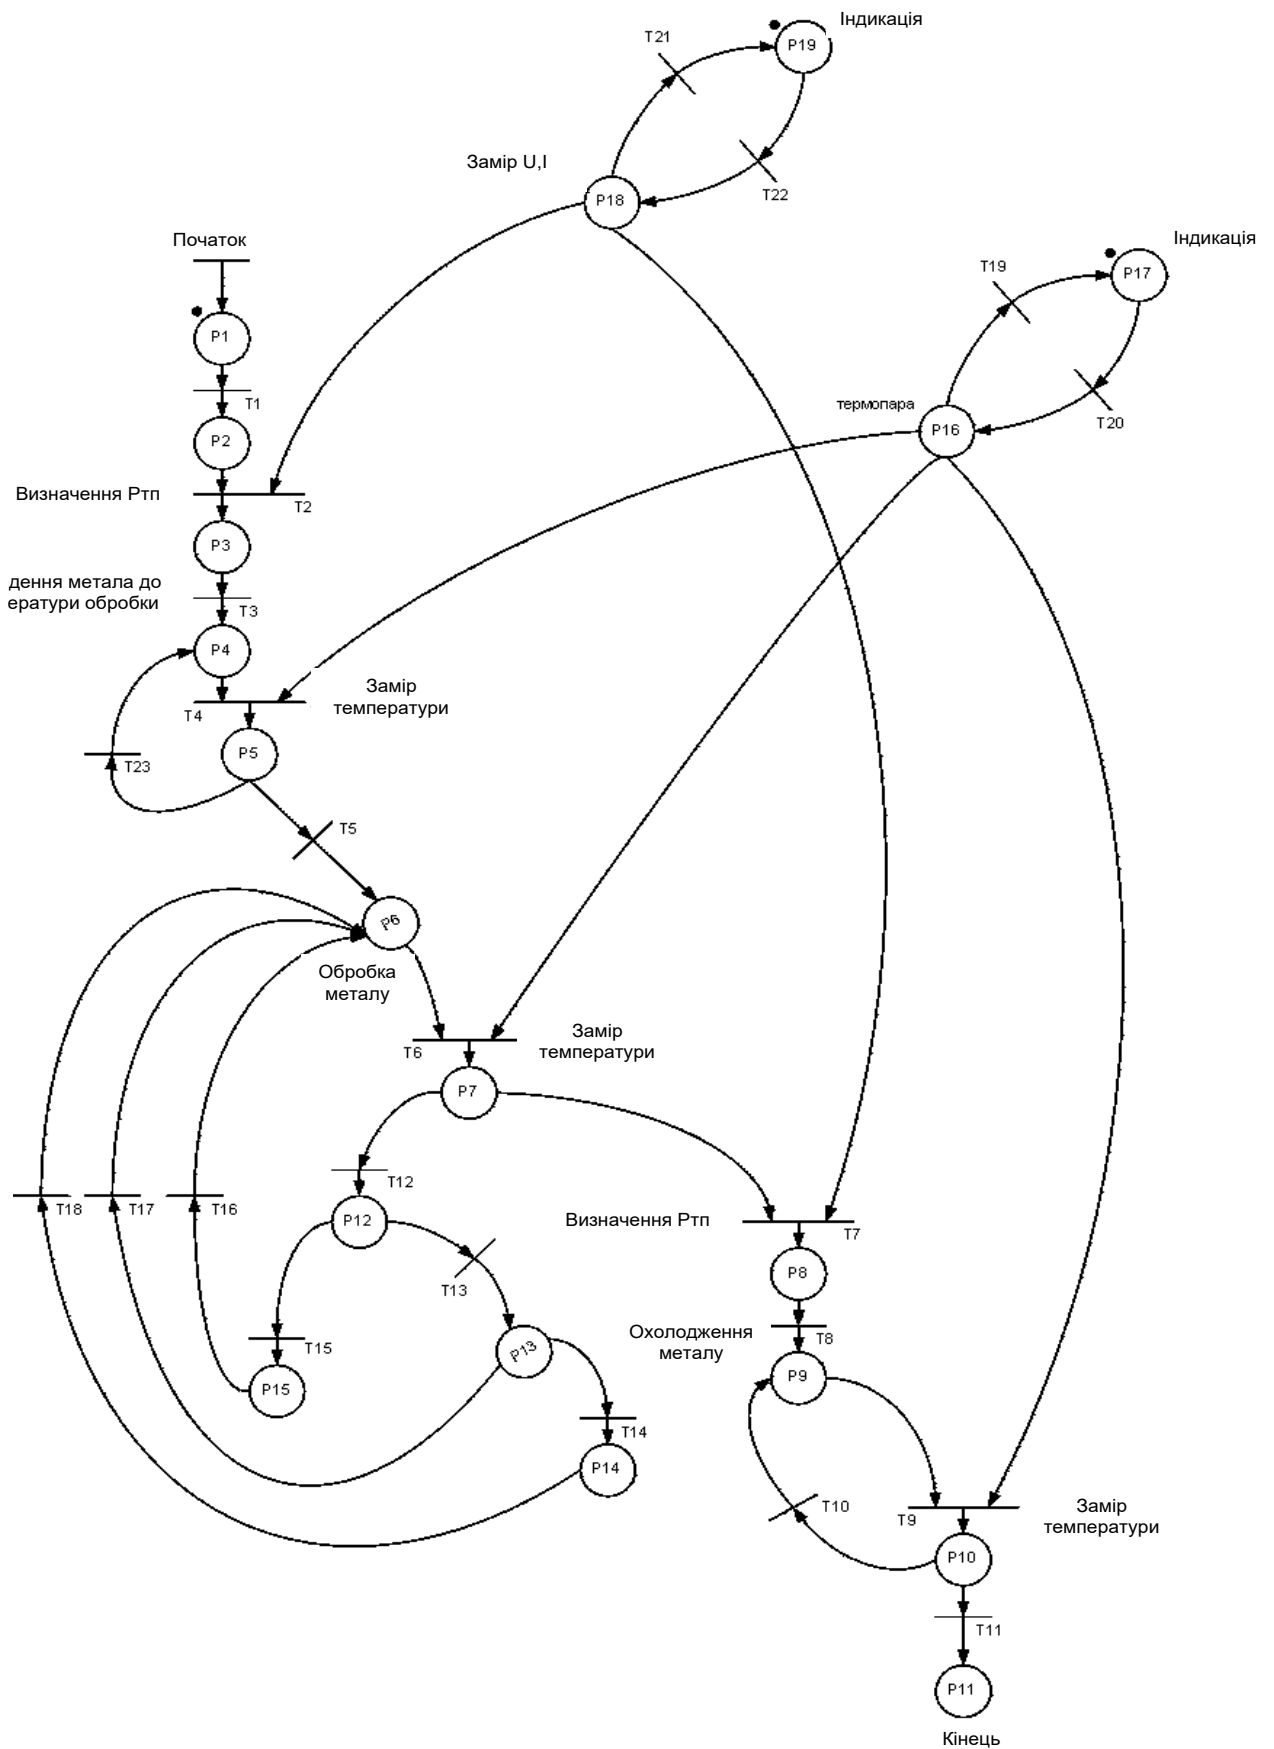 Індикація
T21
P19
Замір U,I
T22
P18
Початок
Індикація
T19
P17
P1
термопара
T1
P16
T20
P2
Визначення Ртп
T2
P3
дення метала до
ератури обробки
T3
P4
Замір
температури
T4
P5
T23
T5
P6
Обробка
металу
Замір
температури
T6
P7
T12
T18
T17
T16
P12
Визначення Ртп
T7
P8
T13
Охолодження
металу
T8
T15
P13
P9
P15
T14
P14
T10
T9
Замір
температури
P10
T11
P11
Кінець